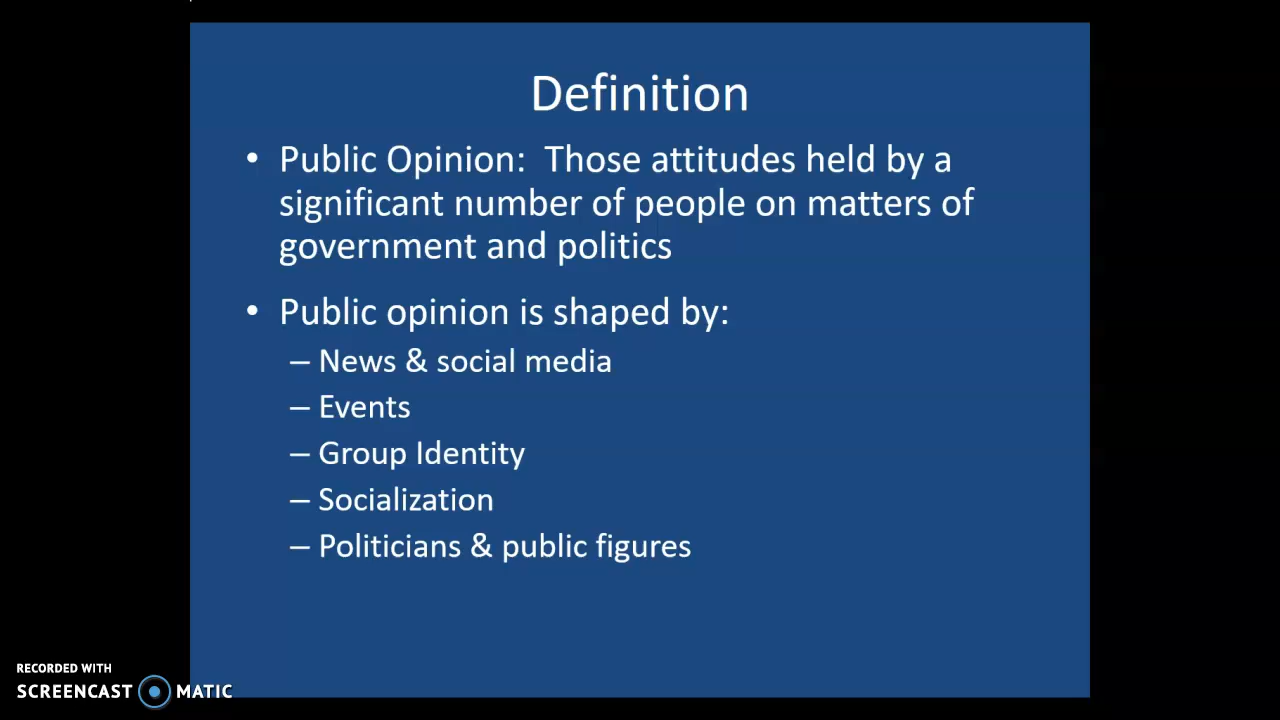 Definition
• Public Opinion: Those attitudes held by a
significant number of people on matters of
government and politics
• Public opinion is shaped by:
– News & social media
– Events
– Group Identity
– Socialization
– Politicians & public figures
RECORDED WITH
SCREENCAST MATIC